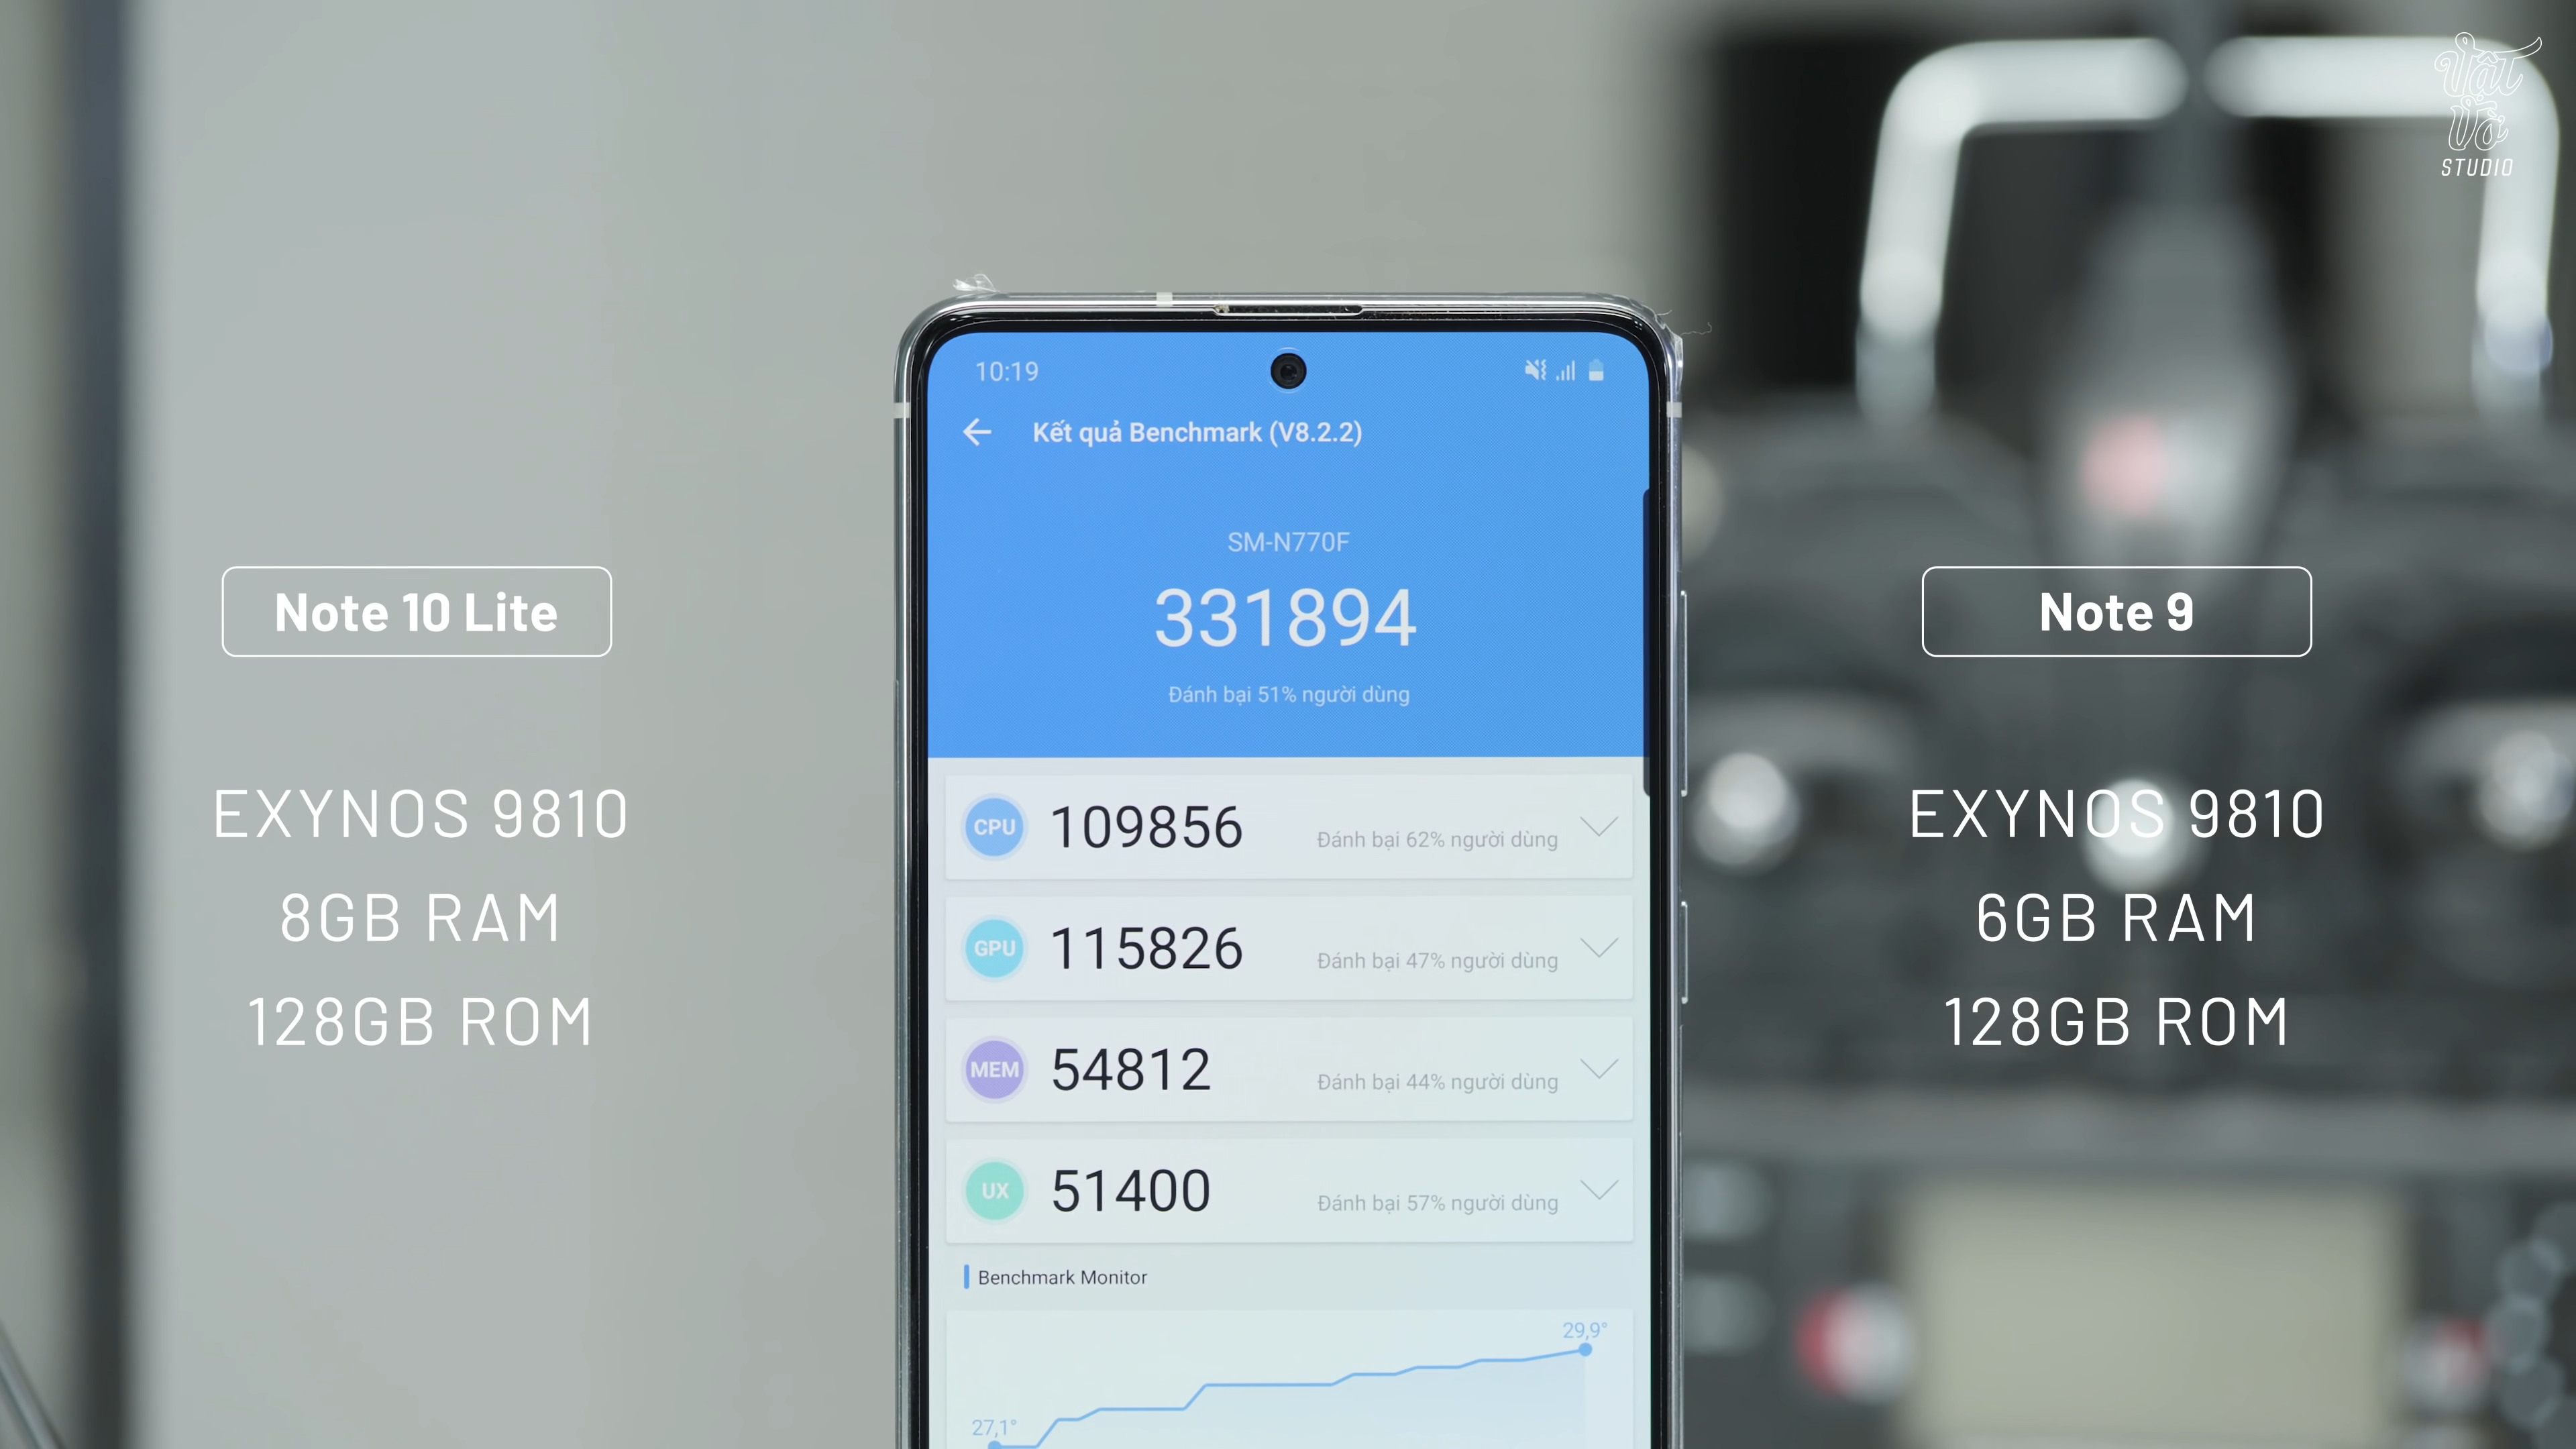 Vật
Vờ
STUDIO
10:19
Kết quả Benchmark (V8.2.2)
SM-N770F
331894
Đánh bại 51% người dùng
Note 10 Lite
EXYNOS 9810
8GB RAM
128GB ROM
CPU 109856 Đánh bại 62% người dùng
GPU 115826 Đánh bại 47% người dùng
MEM 54812 Đánh bại 44% người dùng
UX 51400 Đánh bại 57% người dùng
Benchmark Monitor
29,9°
27,1°
Note 9
EXYNOS 9810
6GB RAM
128GB ROM